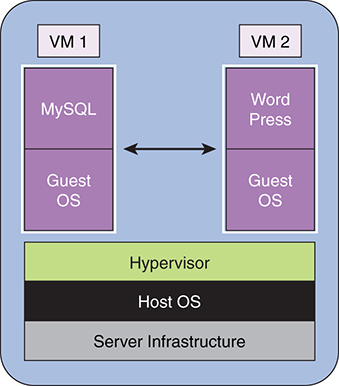 VM 1
VM 2
MySQL
Word
Press
Guest
OS
Guest
OS
Hypervisor
Host OS
Server Infrastructure